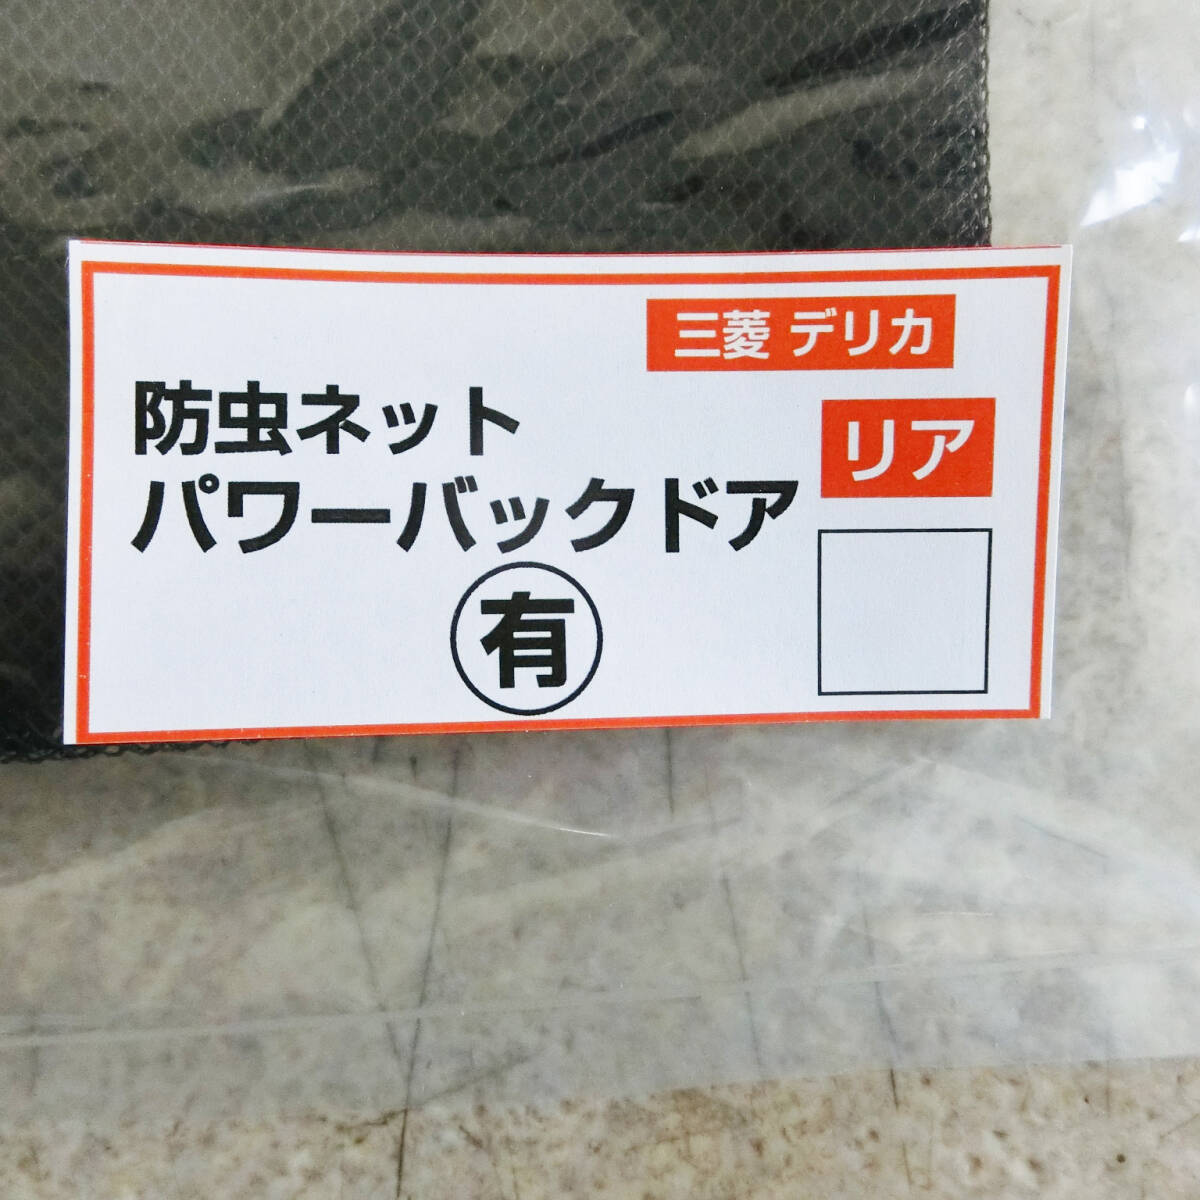 三菱 デリカ
防虫ネット
リア
パワーバックドア
有